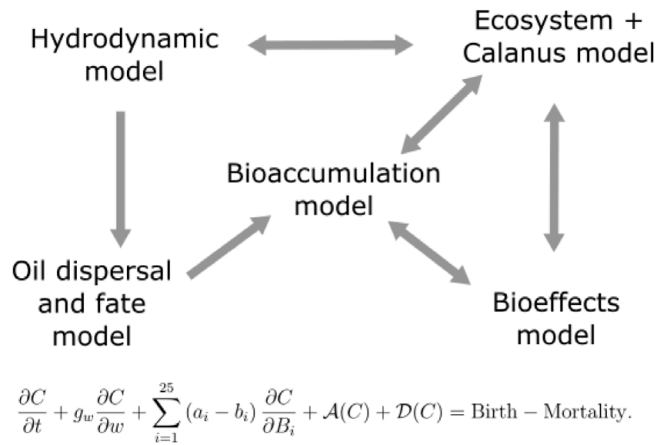 Hydrodynamic
model
Ecosystem +
Calanus model
Bioaccumulation
model
Oil dispersal
and fate
model
Bioeffects
model
∂C/∂t + g_w ∂C/∂w + ∑_{i=1}^{25} (a_i − b_i) ∂C/∂B_i + 𝒜(C) + 𝒟(C) = Birth − Mortality.